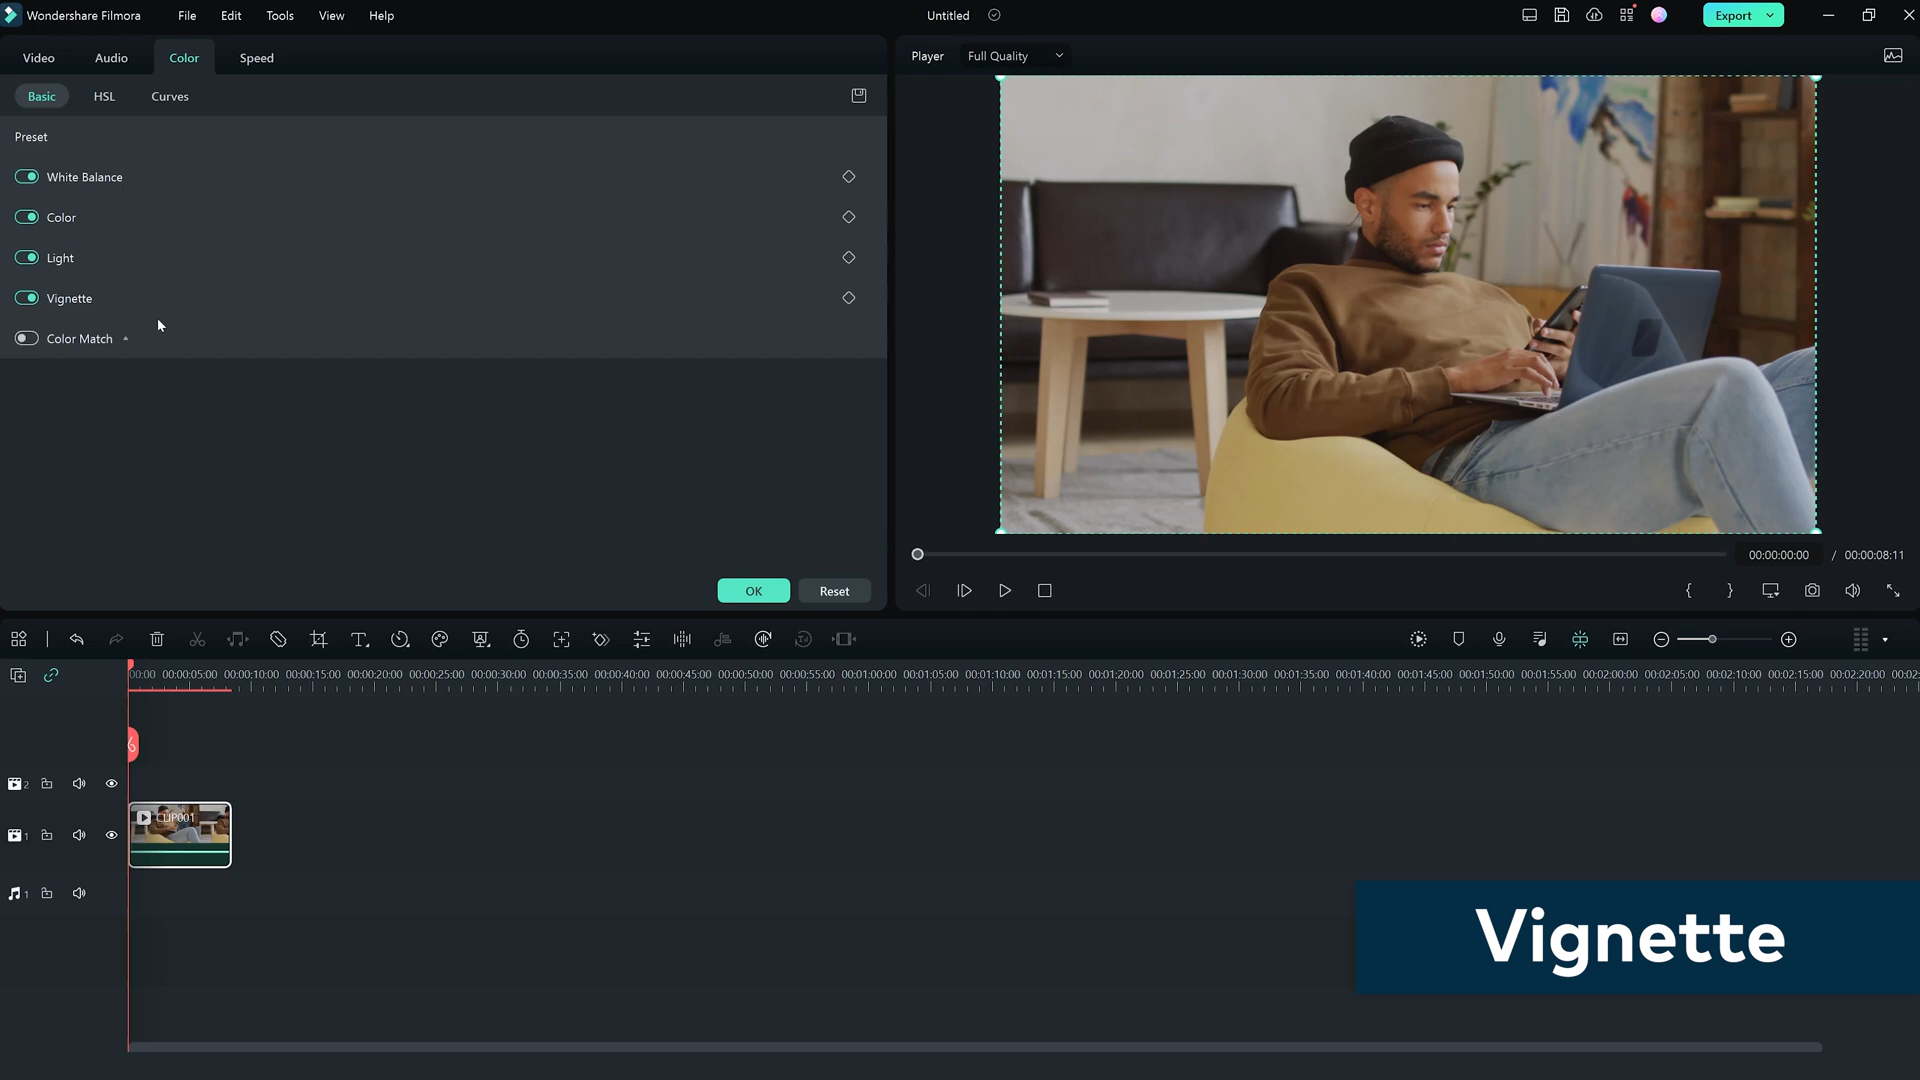 Wondershare Filmora File Edit Tools View Help Untitled Export
Video Audio Color Speed Player Full Quality
Basic HSL Curves
Preset
White Balance
Color
Light
Vignette
Color Match
00:00:00:00 / 00:00:08:11
OK Reset
00:00 00:00:05:00 00:00:10:00 00:00:15:00 00:00:20:00 00:00:25:00 00:00:30:00 00:00:35:00 00:00:40:00 00:00:45:00 00:00:50:00 00:00:55:00 00:01:00:00 00:01:05:00 00:01:10:00 00:01:15:00 00:01:20:00 00:01:25:00 00:01:30:00 00:01:35:00 00:01:40:00 00:01:45:00 00:01:50:00 00:01:55:00 00:02:00:00 00:02:05:00 00:02:10:00 00:02:15:00 00:02:20:00 00:02:
2
CLIP001
1
1
Vignette